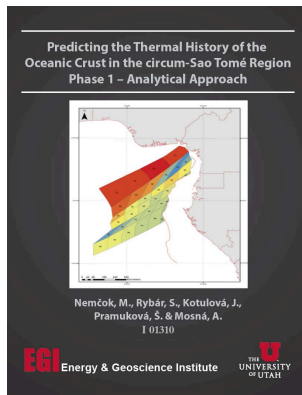 Predicting the Thermal History of the
Oceanic Crust in the circum-Sao Tomé Region
Phase 1 – Analytical Approach
Nemčok, M., Rybár, S., Kotulová, J.,
Pramuková, Š. & Mosná, A.
I 01310
EGI Energy & Geoscience Institute
THE
UNIVERSITY
OF UTAH